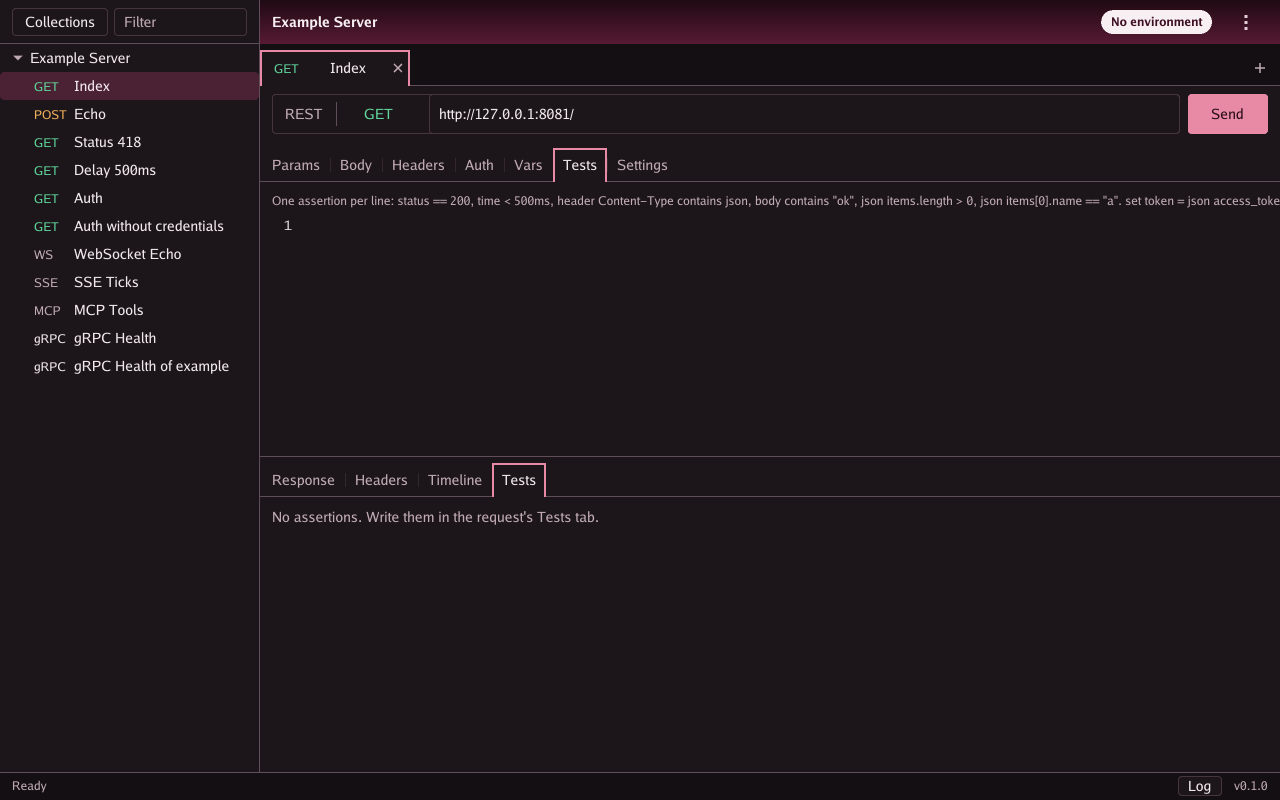 Collections
Filter
Example Server
No environment
Example Server
GET Index
POST Echo
GET Status 418
GET Delay 500ms
GET Auth
GET Auth without credentials
WS WebSocket Echo
SSE SSE Ticks
MCP MCP Tools
gRPC gRPC Health
gRPC gRPC Health of example
GET Index
REST GET http://127.0.0.1:8081/ Send
Params Body Headers Auth Vars Tests Settings
One assertion per line: status == 200, time < 500ms, header Content-Type contains json, body contains "ok", json items.length > 0, json items[0].name == "a". set token = json access_toke
1
Response Headers Timeline Tests
No assertions. Write them in the request's Tests tab.
Ready
Log v0.1.0